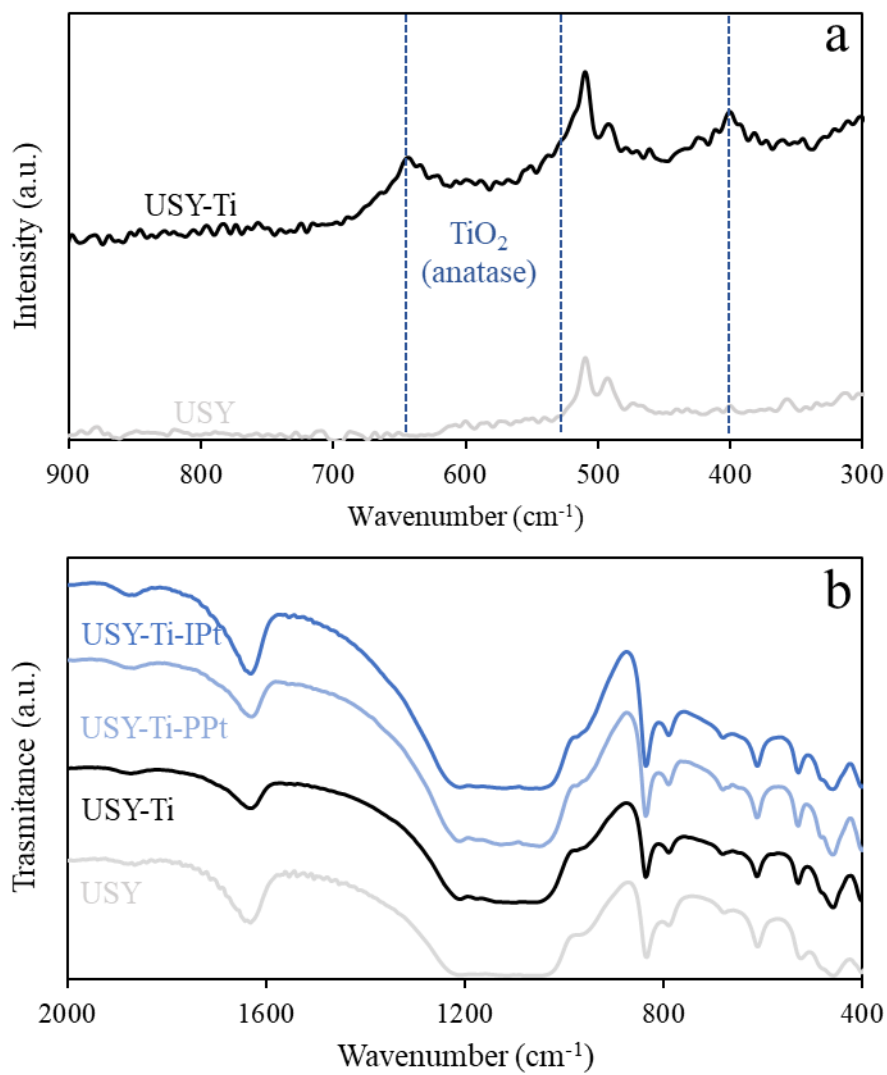 a
Intensity (a.u.)
USY-Ti
TiO2
(anatase)
USY
900 800 700 600 500 400 300
Wavenumber (cm-1)
b
Trasmitance (a.u.)
USY-Ti-IPt
USY-Ti-PPt
USY-Ti
USY
2000 1600 1200 800 400
Wavenumber (cm-1)